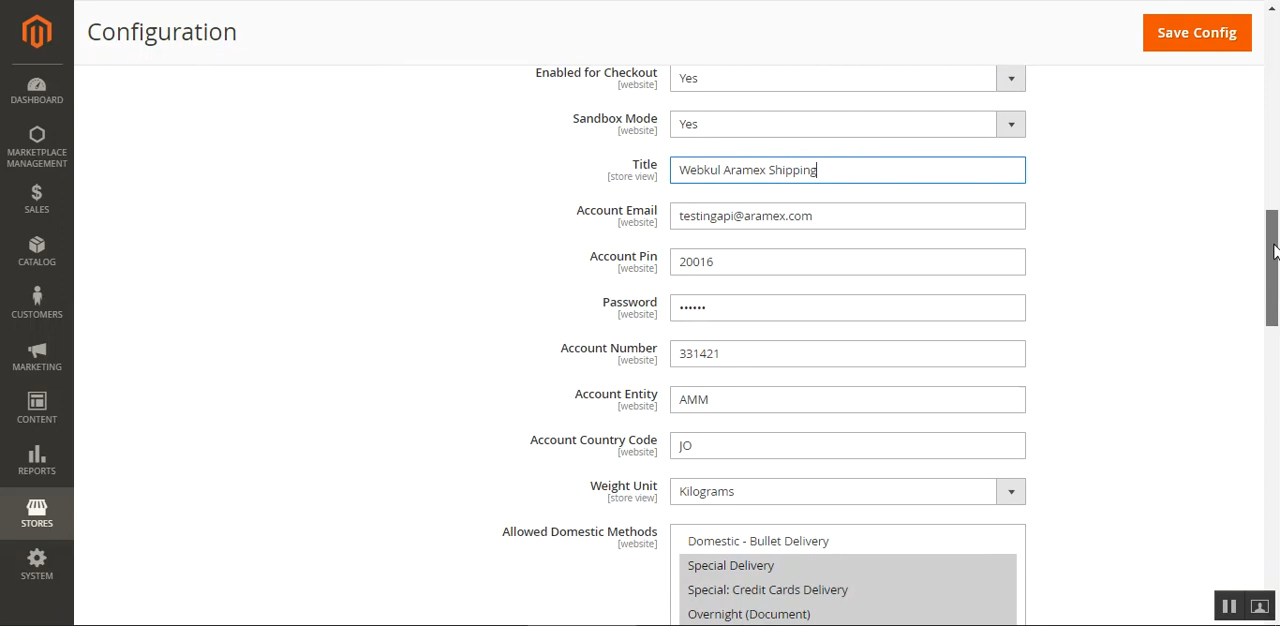 Configuration
Save Config
DASHBOARD
MARKETPLACE
MANAGEMENT
SALES
CATALOG
CUSTOMERS
MARKETING
CONTENT
REPORTS
STORES
SYSTEM
Enabled for Checkout
[website]
Yes
Sandbox Mode
[website]
Yes
Title
[store view]
Webkul Aramex Shipping
Account Email
[website]
testingapi@aramex.com
Account Pin
[website]
20016
Password
[website]
••••••
Account Number
[website]
331421
Account Entity
[website]
AMM
Account Country Code
[website]
JO
Weight Unit
[store view]
Kilograms
Allowed Domestic Methods
[website]
Domestic - Bullet Delivery
Special Delivery
Special: Credit Cards Delivery
Overnight (Document)